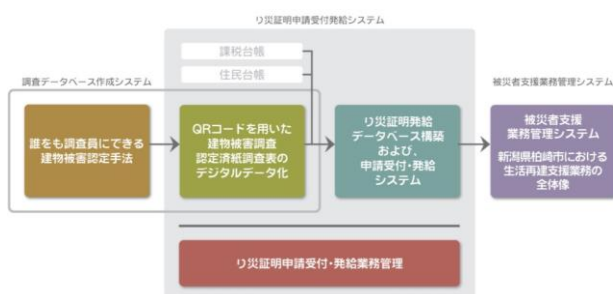 リ災証明申請受付発給システム
課税台帳
住民台帳
調査データベース作成システム
被災者支援業務管理システム
誰をも調査員にできる
建物被害認定手法
QRコードを用いた
建物被害調査
認定済紙調査表の
デジタルデータ化
リ災証明発給
データベース構築
および、
申請受付・発給
システム
被災者支援
業務管理システム
新潟県柏崎市における
生活再建支援業務の
全体像
リ災証明申請受付・発給業務管理